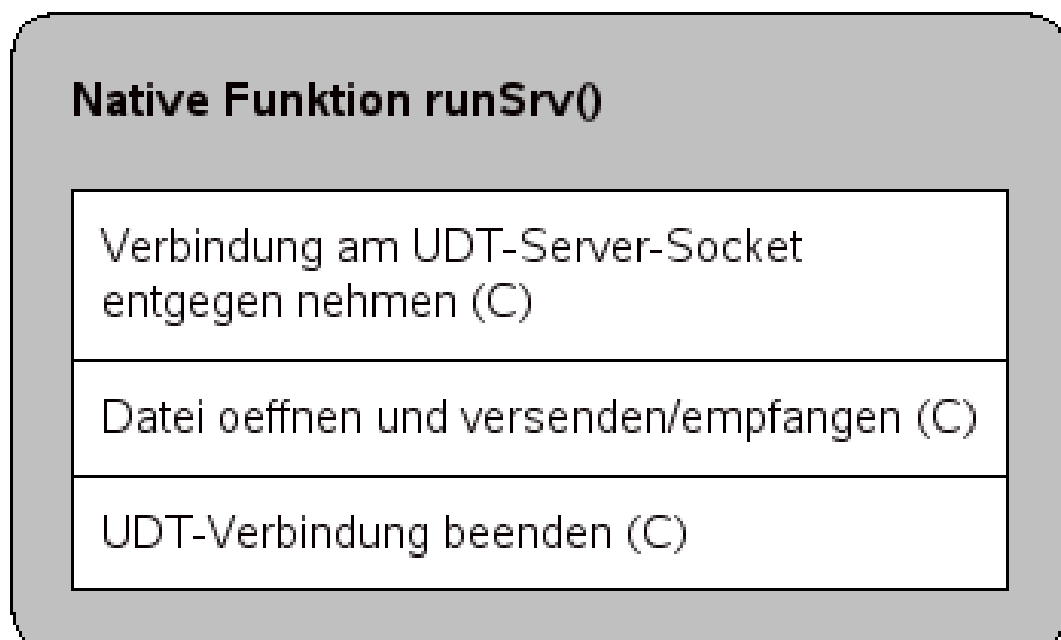 Native Funktion runSrv()
Verbindung am UDT-Server-Socket
entgegen nehmen (C)
Datei oeffnen und versenden/empfangen (C)
UDT-Verbindung beenden (C)